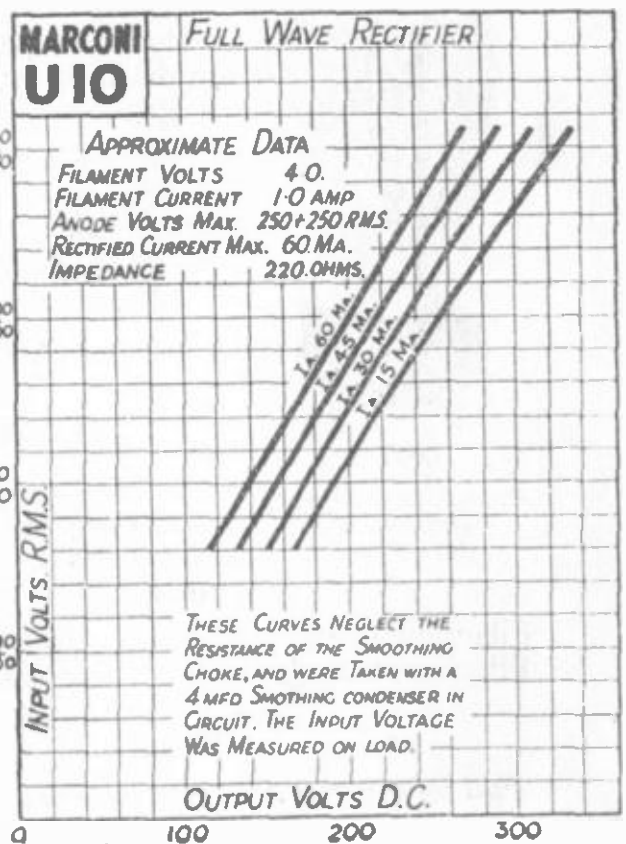 MARCONI
U 10
FULL WAVE RECTIFIER
APPROXIMATE DATA
FILAMENT VOLTS 4·0.
FILAMENT CURRENT 1·0 AMP
ANODE VOLTS MAX. 250+250 RMS.
RECTIFIED CURRENT MAX. 60 MA.
IMPEDANCE 220.OHMS.
IA 60 MA.
IA 45 MA.
IA 30 MA.
IA 15 MA
INPUT VOLTS R.M.S.
THESE CURVES NEGLECT THE
RESISTANCE OF THE SMOOTHING
CHOKE, AND WERE TAKEN WITH A
4 MFD SMOTHING CONDENSER IN
CIRCUIT. THE INPUT VOLTAGE
WAS MEASURED ON LOAD.
OUTPUT VOLTS D.C.
0 100 200 300